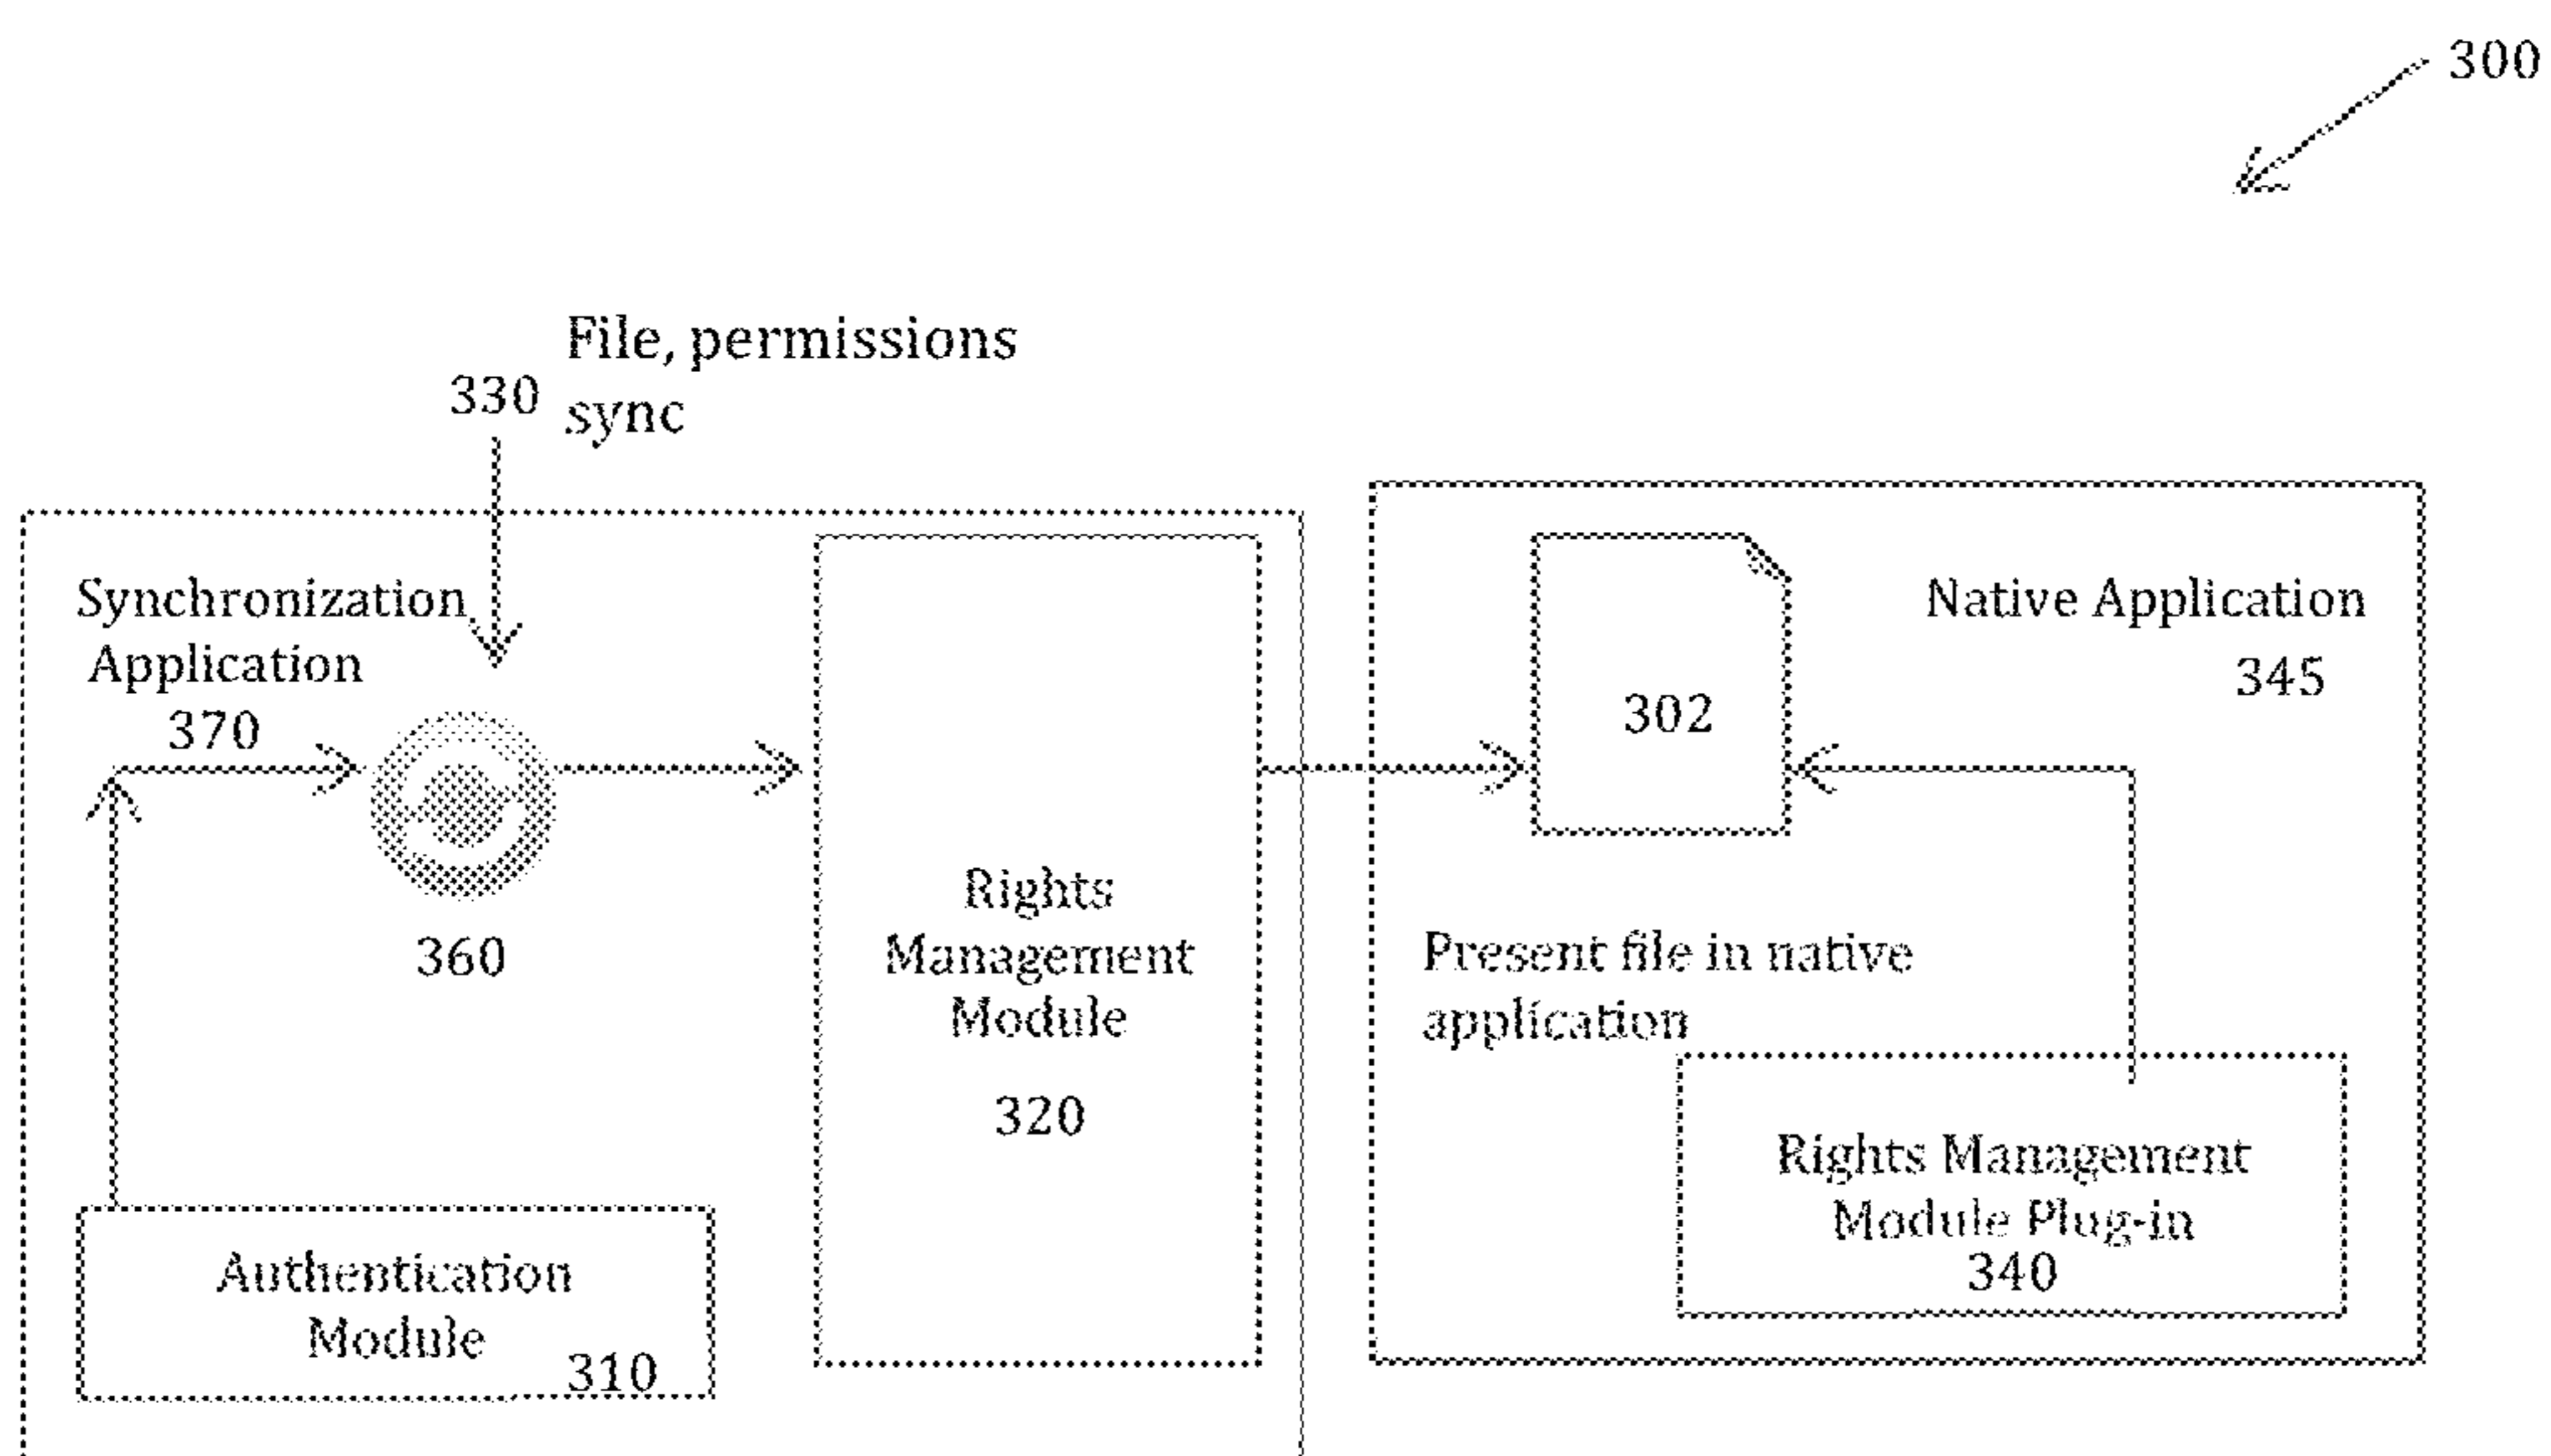 300
File, permissions
330
sync
Synchronization
Application
370
360
Authentication
Module
310
Rights
Management
Module
320
302
Native Application
345
Present file in native
application
Rights Management
Module Plug-in
340